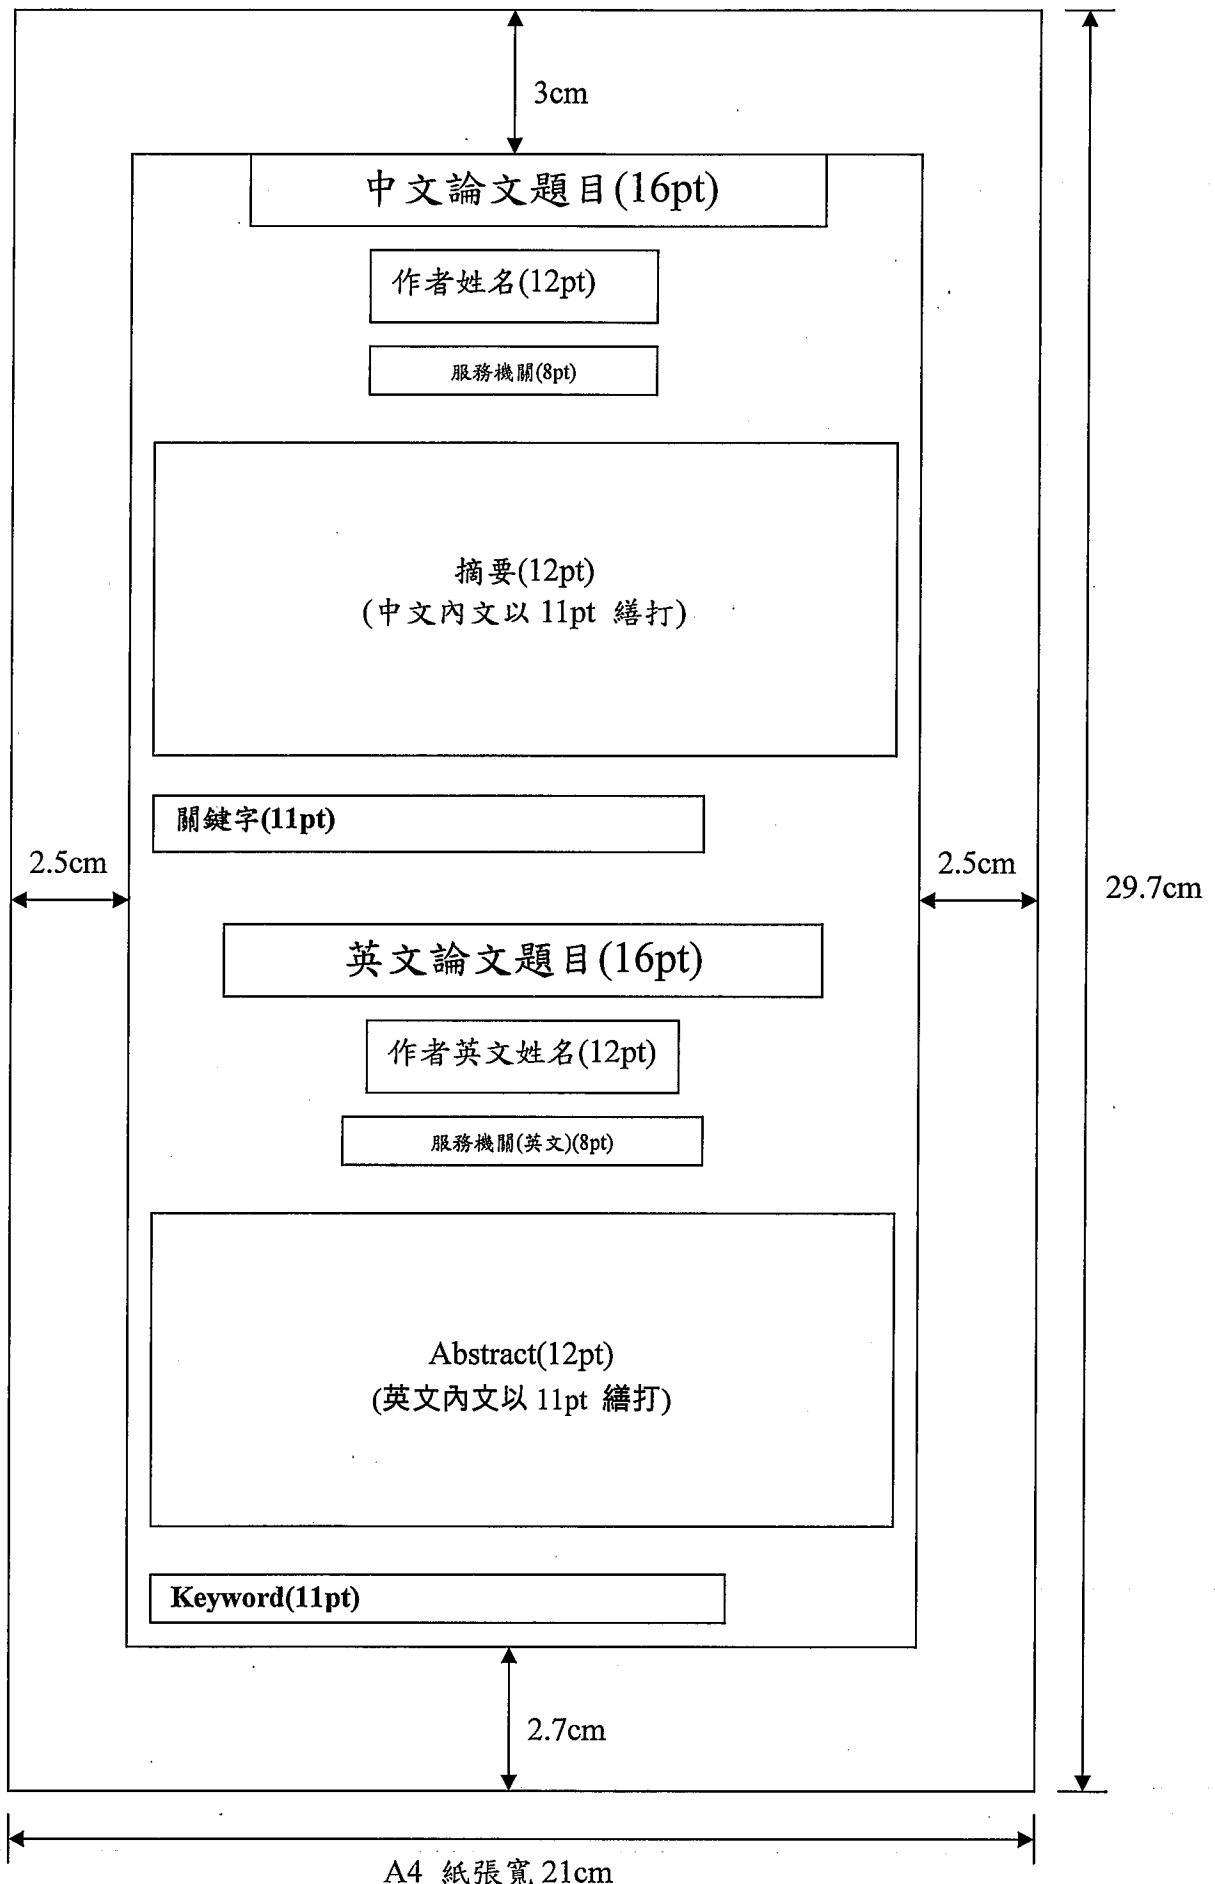 3cm
中文論文題目(16pt)
作者姓名(12pt)
服務機關(8pt)
摘要(12pt)
(中文內文以 11pt 繕打)
關鍵字(11pt)
2.5cm
2.5cm
29.7cm
英文論文題目(16pt)
作者英文姓名(12pt)
服務機關(英文)(8pt)
Abstract(12pt)
(英文內文以 11pt 繕打)
Keyword(11pt)
2.7cm
A4 紙張寬 21cm